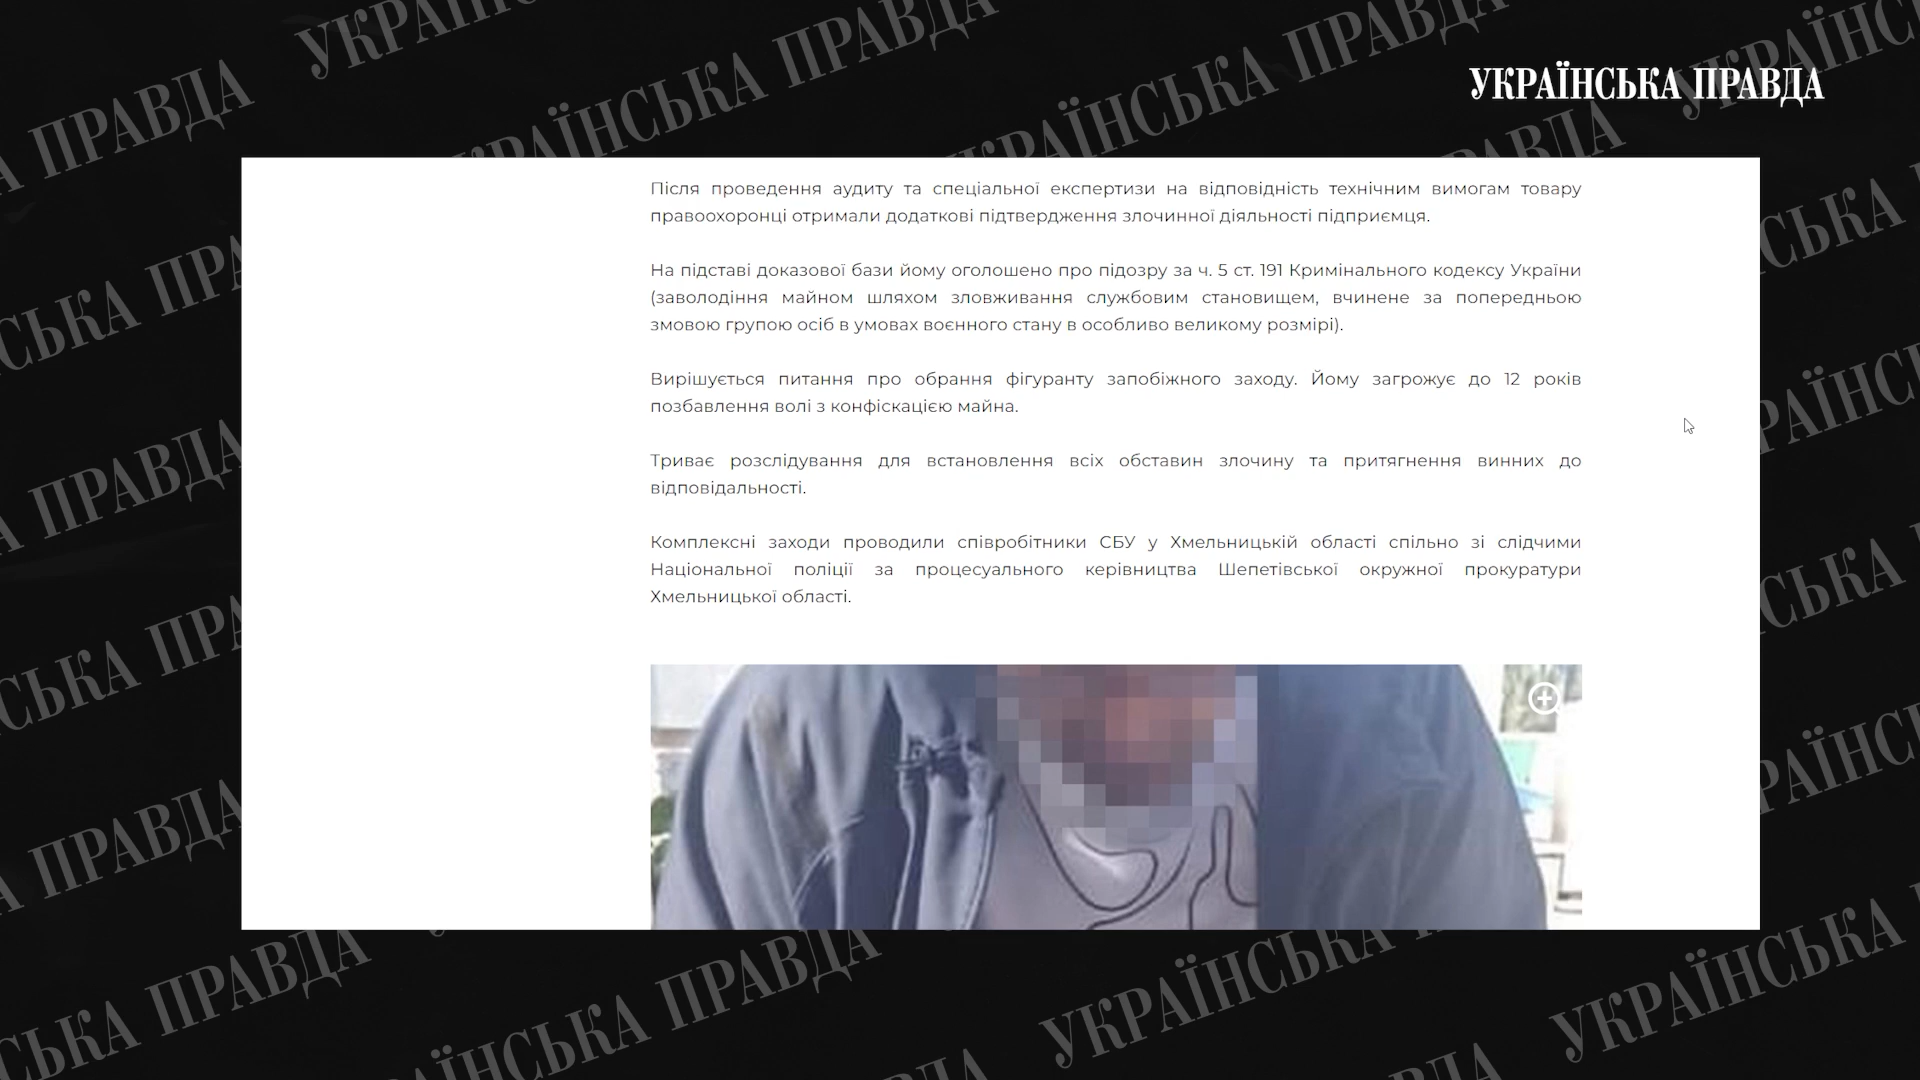 УКРАЇНСЬКА ПРАВДА
Після проведення аудиту та спеціальної експертизи на відповідність технічним вимогам товару
правоохоронці отримали додаткові підтвердження злочинної діяльності підприємця.
На підставі доказової бази йому оголошено про підозру за ч. 5 ст. 191 Кримінального кодексу України
(заволодіння майном шляхом зловживання службовим становищем, вчинене за попередньою
змовою групою осіб в умовах воєнного стану в особливо великому розмірі).
Вирішується питання про обрання фігуранту запобіжного заходу. Йому загрожує до 12 років
позбавлення волі з конфіскацією майна.
Триває розслідування для встановлення всіх обставин злочину та притягнення винних до
відповідальності.
Комплексні заходи проводили співробітники СБУ у Хмельницькій області спільно зі слідчими
Національної поліції за процесуального керівництва Шепетівської окружної прокуратури
Хмельницької області.